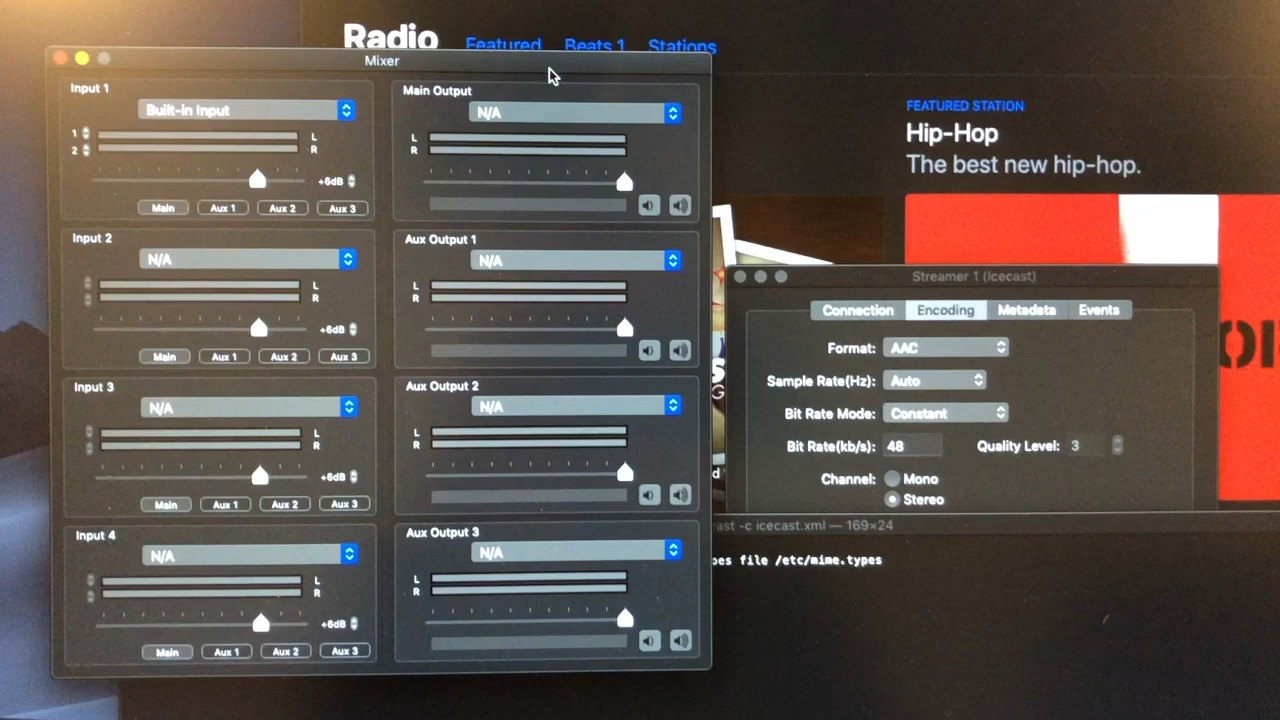 Radio Featured Beats 1 Stations
Mixer
Input 1
Built-in Input
1 L
2 R
+6dB
Main Aux 1 Aux 2 Aux 3
Input 2
N/A
L
R
+6dB
Main Aux 1 Aux 2 Aux 3
Input 3
N/A
L
R
+6dB
Main Aux 1 Aux 2 Aux 3
Input 4
N/A
L
R
+6dB
Main Aux 1 Aux 2 Aux 3
Main Output
N/A
L
R
Aux Output 1
N/A
L
R
Aux Output 2
N/A
L
R
Aux Output 3
N/A
L
R
FEATURED STATION
Hip-Hop
The best new hip-hop.
Streamer 1 (Icecast)
Connection Encoding Metadata Events
Format: AAC
Sample Rate(Hz): Auto
Bit Rate Mode: Constant
Bit Rate(kb/s): 48 Quality Level: 3
Channel: Mono
Stereo
-c icecast.xml — 169×24
file /etc/mime.types